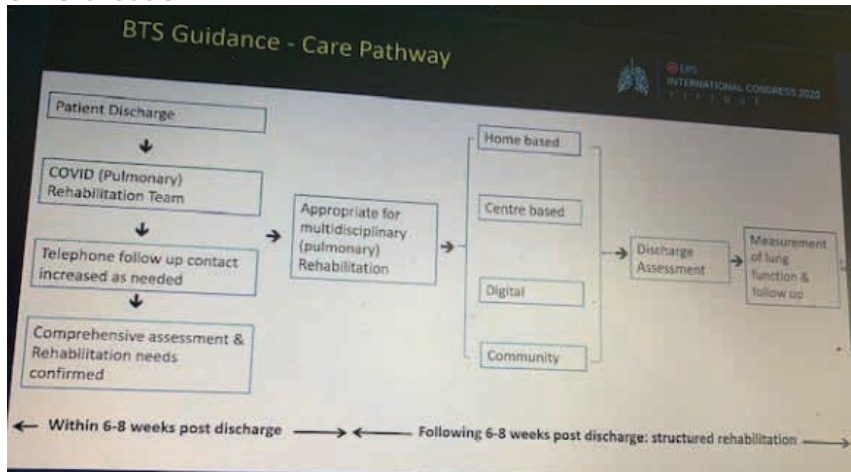 BTS Guidance - Care Pathway
ERS
INTERNATIONAL CONGRESS 2020
Patient Discharge
COVID (Pulmonary)
Rehabilitation Team
Telephone follow up contact
increased as needed
Comprehensive assessment &
Rehabilitation needs
confirmed
Appropriate for
multidisciplinary
(pulmonary)
Rehabilitation
Home based
Centre based
Digital
Community
Discharge
Assessment
Measurement
of lung
function &
follow up
Within 6-8 weeks post discharge
Following 6-8 weeks post discharge: structured rehabilitation